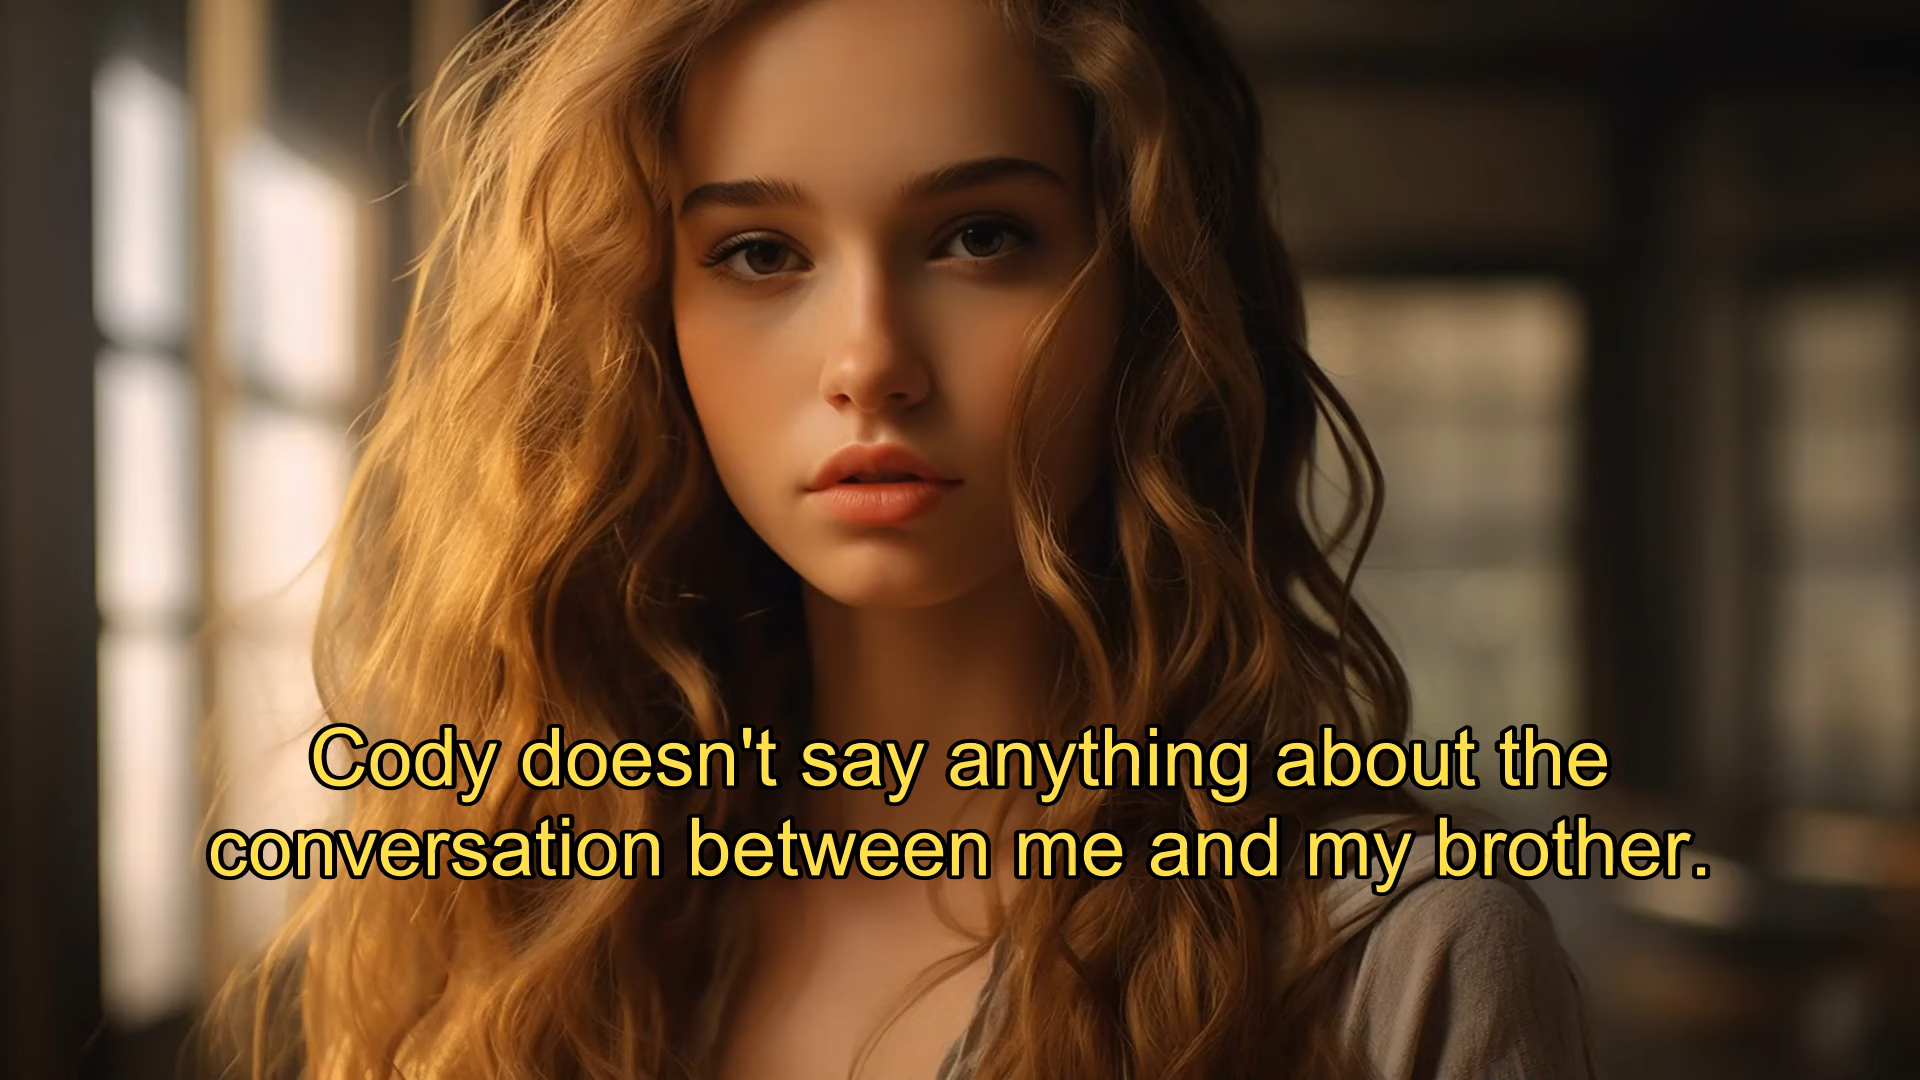 Cody doesn't say anything about the
conversation between me and my brother.